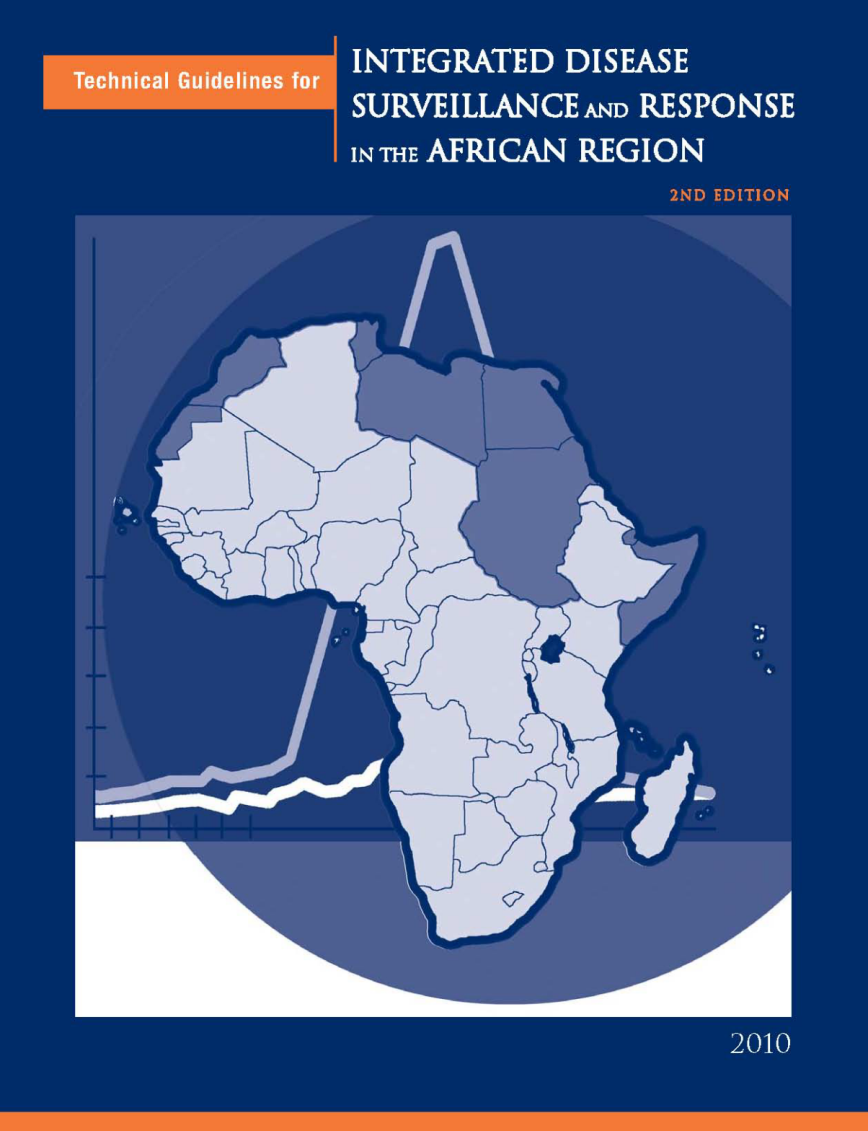 Technical Guidelines for
INTEGRATED DISEASE
SURVEILLANCE AND RESPONSE
IN THE AFRICAN REGION
2ND EDITION
2010